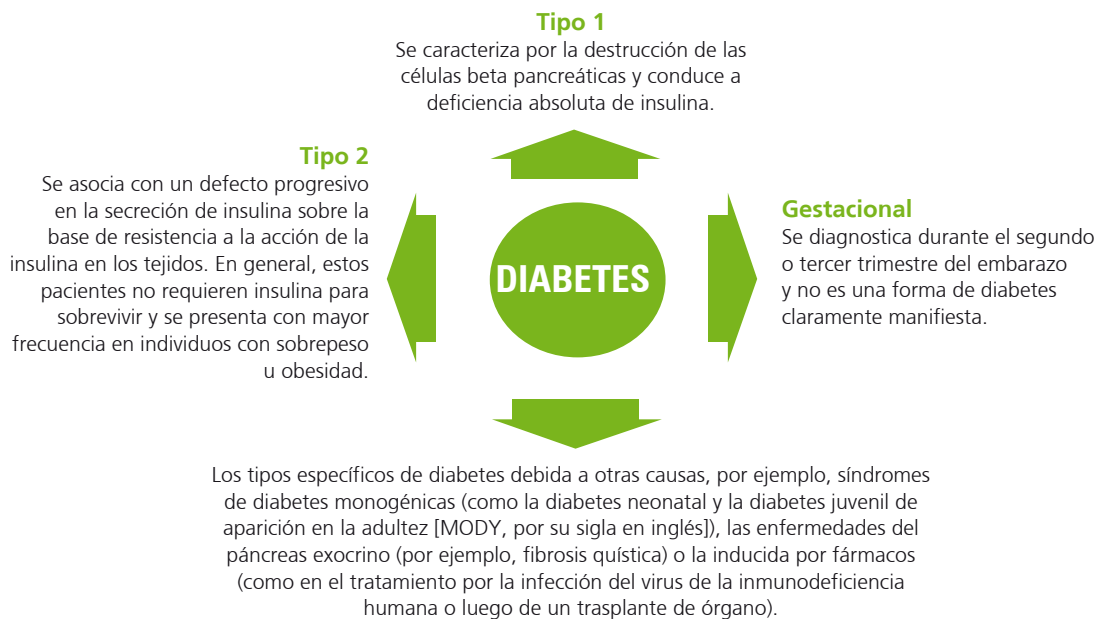 Tipo 1
Se caracteriza por la destrucción de las
células beta pancreáticas y conduce a
deficiencia absoluta de insulina.
Tipo 2
Se asocia con un defecto progresivo
en la secreción de insulina sobre la
base de resistencia a la acción de la
insulina en los tejidos. En general, estos
pacientes no requieren insulina para
sobrevivir y se presenta con mayor
frecuencia en individuos con sobrepeso
u obesidad.
DIABETES
Gestacional
Se diagnostica durante el segundo
o tercer trimestre del embarazo
y no es una forma de diabetes
claramente manifiesta.
Los tipos específicos de diabetes debida a otras causas, por ejemplo, síndromes
de diabetes monogénicas (como la diabetes neonatal y la diabetes juvenil de
aparición en la adultez [MODY, por su sigla en inglés]), las enfermedades del
páncreas exocrino (por ejemplo, fibrosis quística) o la inducida por fármacos
(como en el tratamiento por la infección del virus de la inmunodeficiencia
humana o luego de un trasplante de órgano).